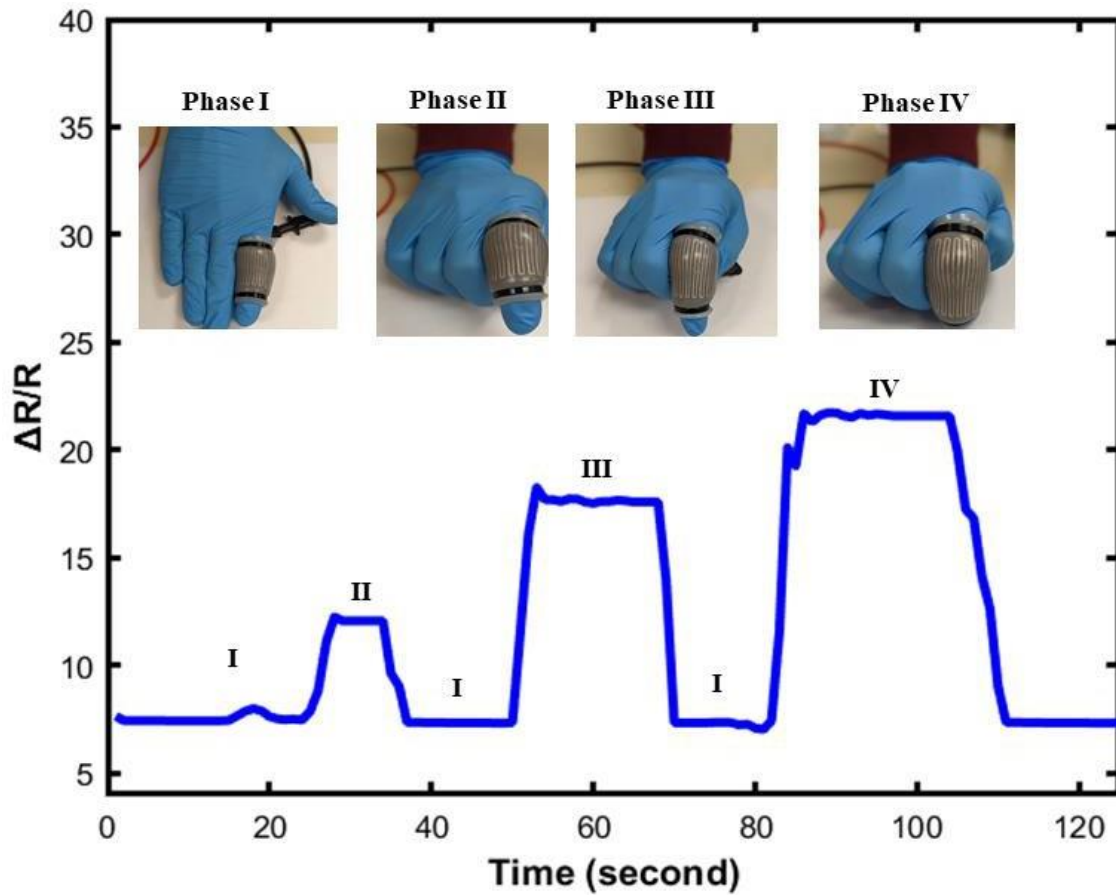 40
Phase I Phase II Phase III Phase IV
35
30
25
IV
ΔR/R
20
III
15
II
10
I
I
I
5
0 20 40 60 80 100 120
Time (second)